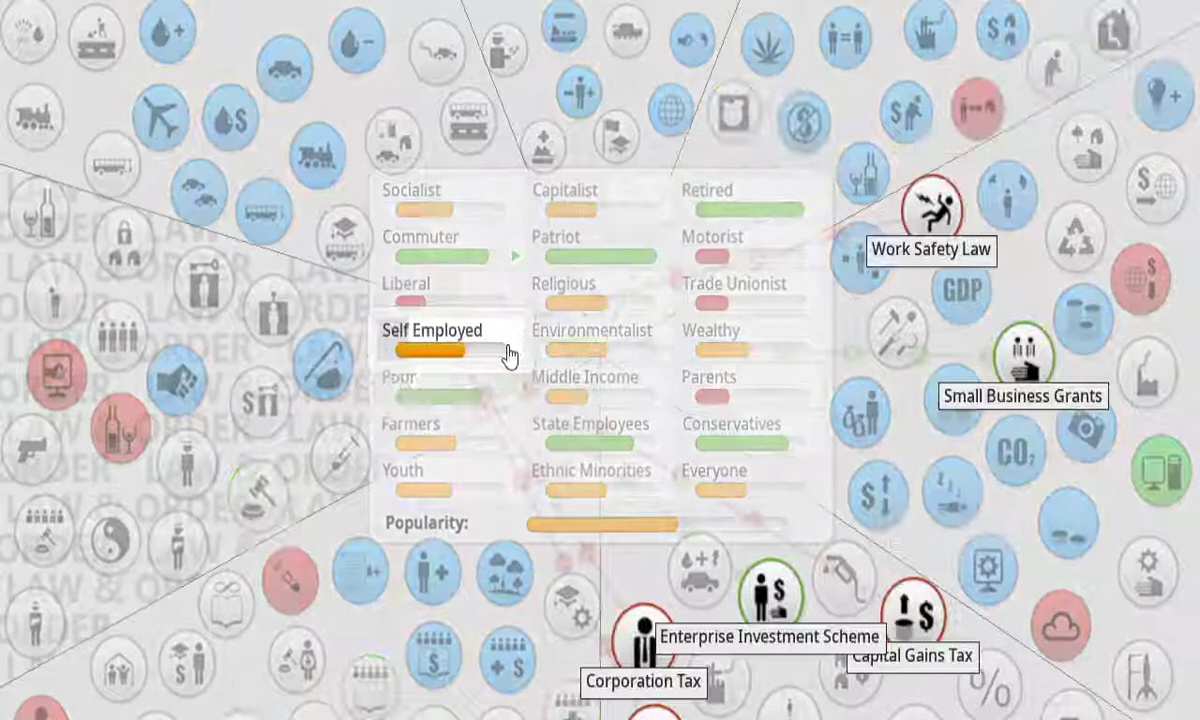 Socialist Capitalist Retired
Commuter Patriot Motorist
Liberal Religious Trade Unionist
Self Employed Environmentalist Wealthy
Poor Middle Income Parents
Farmers State Employees Conservatives
Youth Ethnic Minorities Everyone
Popularity:
Work Safety Law
GDP
Small Business Grants
CO₂
Enterprise Investment Scheme
Capital Gains Tax
Corporation Tax
LAW & ORDER